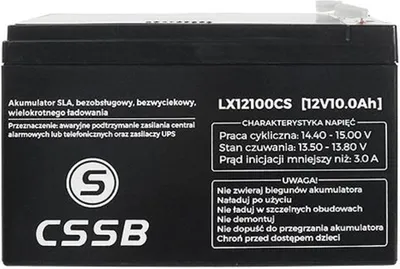 Akumulator SLA, bezobsługowy, bezwyciekowy,
wielokrotnego ładowania
Przeznaczenie: awaryjne podtrzymanie zasilania central
alarmowych lub telefonicznych oraz zasilaczy UPS
S
CSSB
LX12100CS [12V10.0Ah]
CHARAKTERYSTYKA NAPIĘĆ
Praca cykliczna: 14.40 - 15.00 V
Stan czuwania: 13.50 - 13.80 V
Prąd inicjacji mniejszy niż: 3.0 A
UWAGA!
Nie zwieraj biegunów akumulatora
Naładuj po użyciu
Nie ładuj w szczelnych obudowach
Nie demontuj
Nie dopuść do przegrzania akumulatora
Chroń przed dostępem dzieci